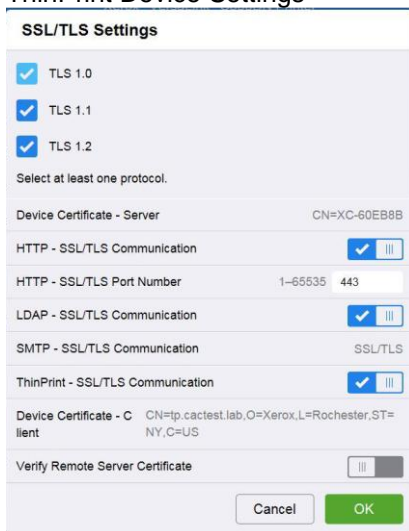 ThinPrint Device Settings
SSL/TLS Settings
TLS 1.0
TLS 1.1
TLS 1.2
Select at least one protocol.
Device Certificate - Server CN=XC-60EB8B
HTTP - SSL/TLS Communication
HTTP - SSL/TLS Port Number 1–65535 443
LDAP - SSL/TLS Communication
SMTP - SSL/TLS Communication SSL/TLS
ThinPrint - SSL/TLS Communication
Device Certificate - C CN=tp.cactest.lab,O=Xerox,L=Rochester,ST=
lient NY,C=US
Verify Remote Server Certificate
Cancel OK